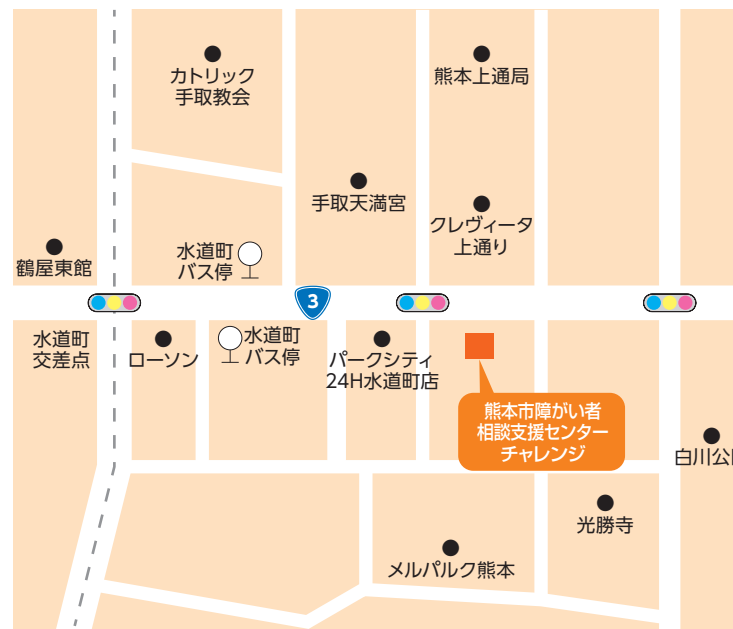 カトリック
手取教会
熊本上通局
手取天満宮
クレヴィータ
上通り
鶴屋東館
水道町
バス停
3
水道町
交差点
ローソン
水道町
バス停
パークシティ
24H水道町店
熊本市障がい者
相談支援センター
チャレンジ
白川公
光勝寺
メルパルク熊本